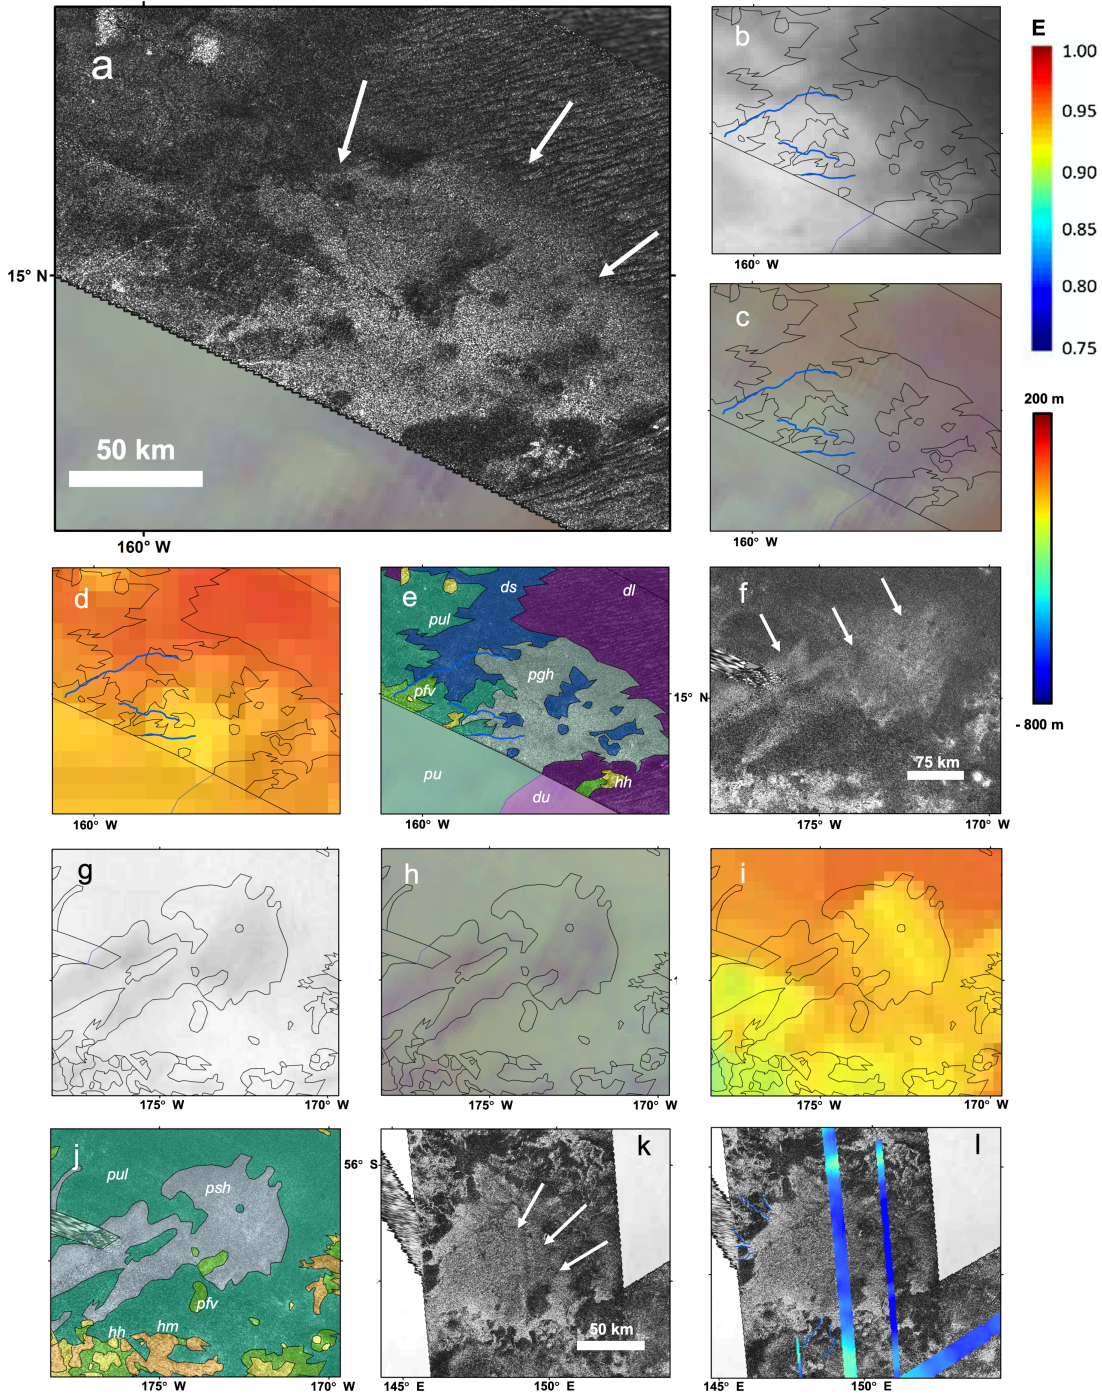 a
15° N
50 km
160° W
b
160° W
c
160° W
E
1.00
0.95
0.90
0.85
0.80
0.75
200 m
- 800 m
d
160° W
e
ds
dl
pul
pgh
pfv
pu
du
hh
160° W
f
15° N
75 km
175° W
170° W
g
175° W
170° W
h
175° W
170° W
i
175° W
170° W
j
pul
psh
pfv
hh
hm
175° W
170° W
k
56° S
50 km
145° E
150° E
l
145° E
150° E